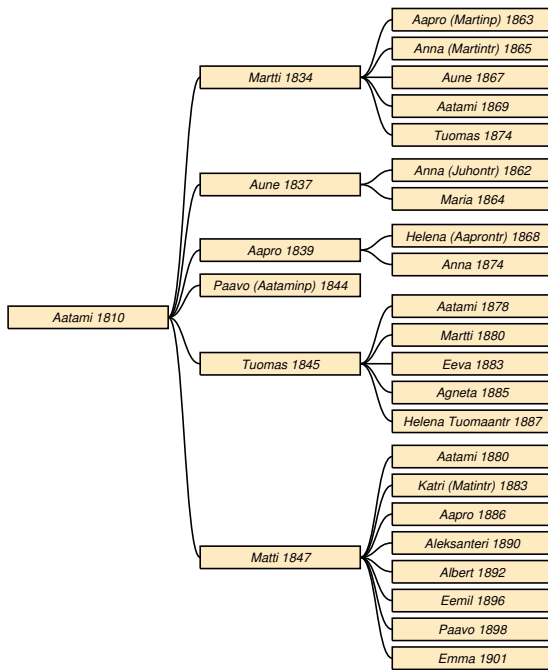 Aatami 1810
Martti 1834
Aapro (Martinp) 1863
Anna (Martintr) 1865
Aune 1867
Aatami 1869
Tuomas 1874
Aune 1837
Anna (Juhontr) 1862
Maria 1864
Aapro 1839
Helena (Aaprontr) 1868
Anna 1874
Paavo (Aataminp) 1844
Tuomas 1845
Aatami 1878
Martti 1880
Eeva 1883
Agneta 1885
Helena Tuomaantr 1887
Matti 1847
Aatami 1880
Katri (Matintr) 1883
Aapro 1886
Aleksanteri 1890
Albert 1892
Eemil 1896
Paavo 1898
Emma 1901